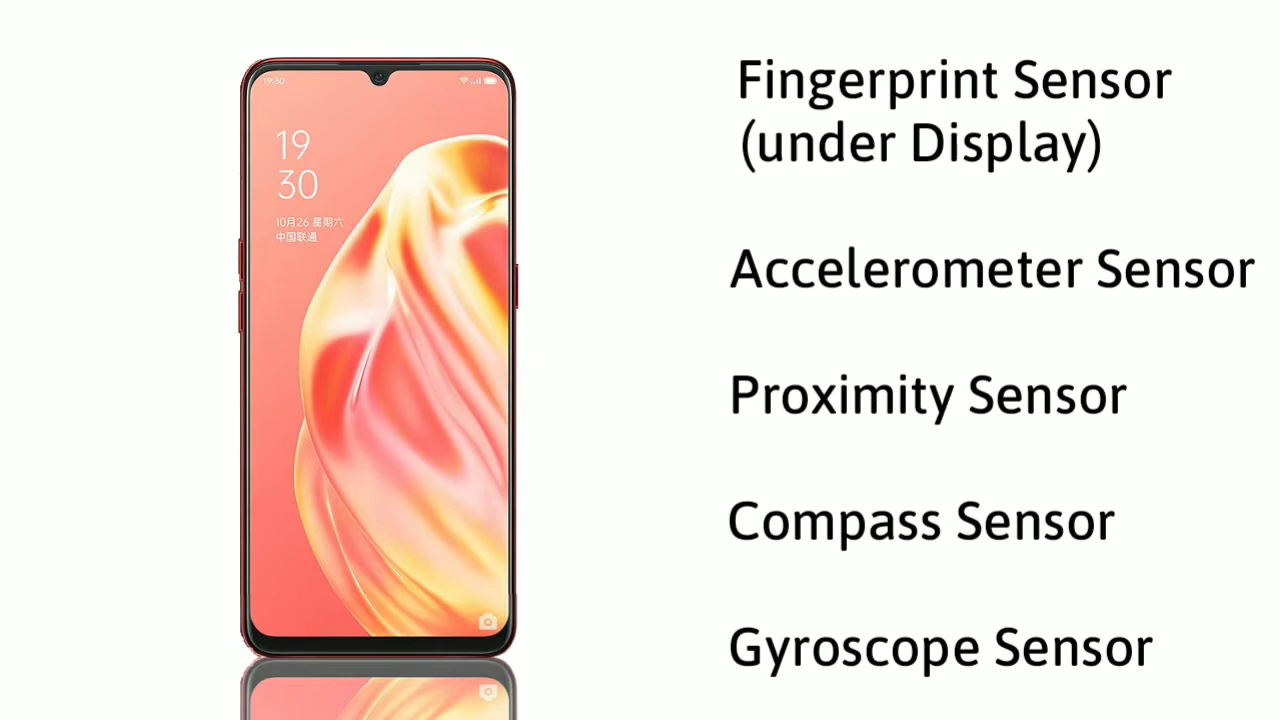 19:30
19
30
10月26 星期六
中国联通
Fingerprint Sensor
(under Display)
Accelerometer Sensor
Proximity Sensor
Compass Sensor
Gyroscope Sensor